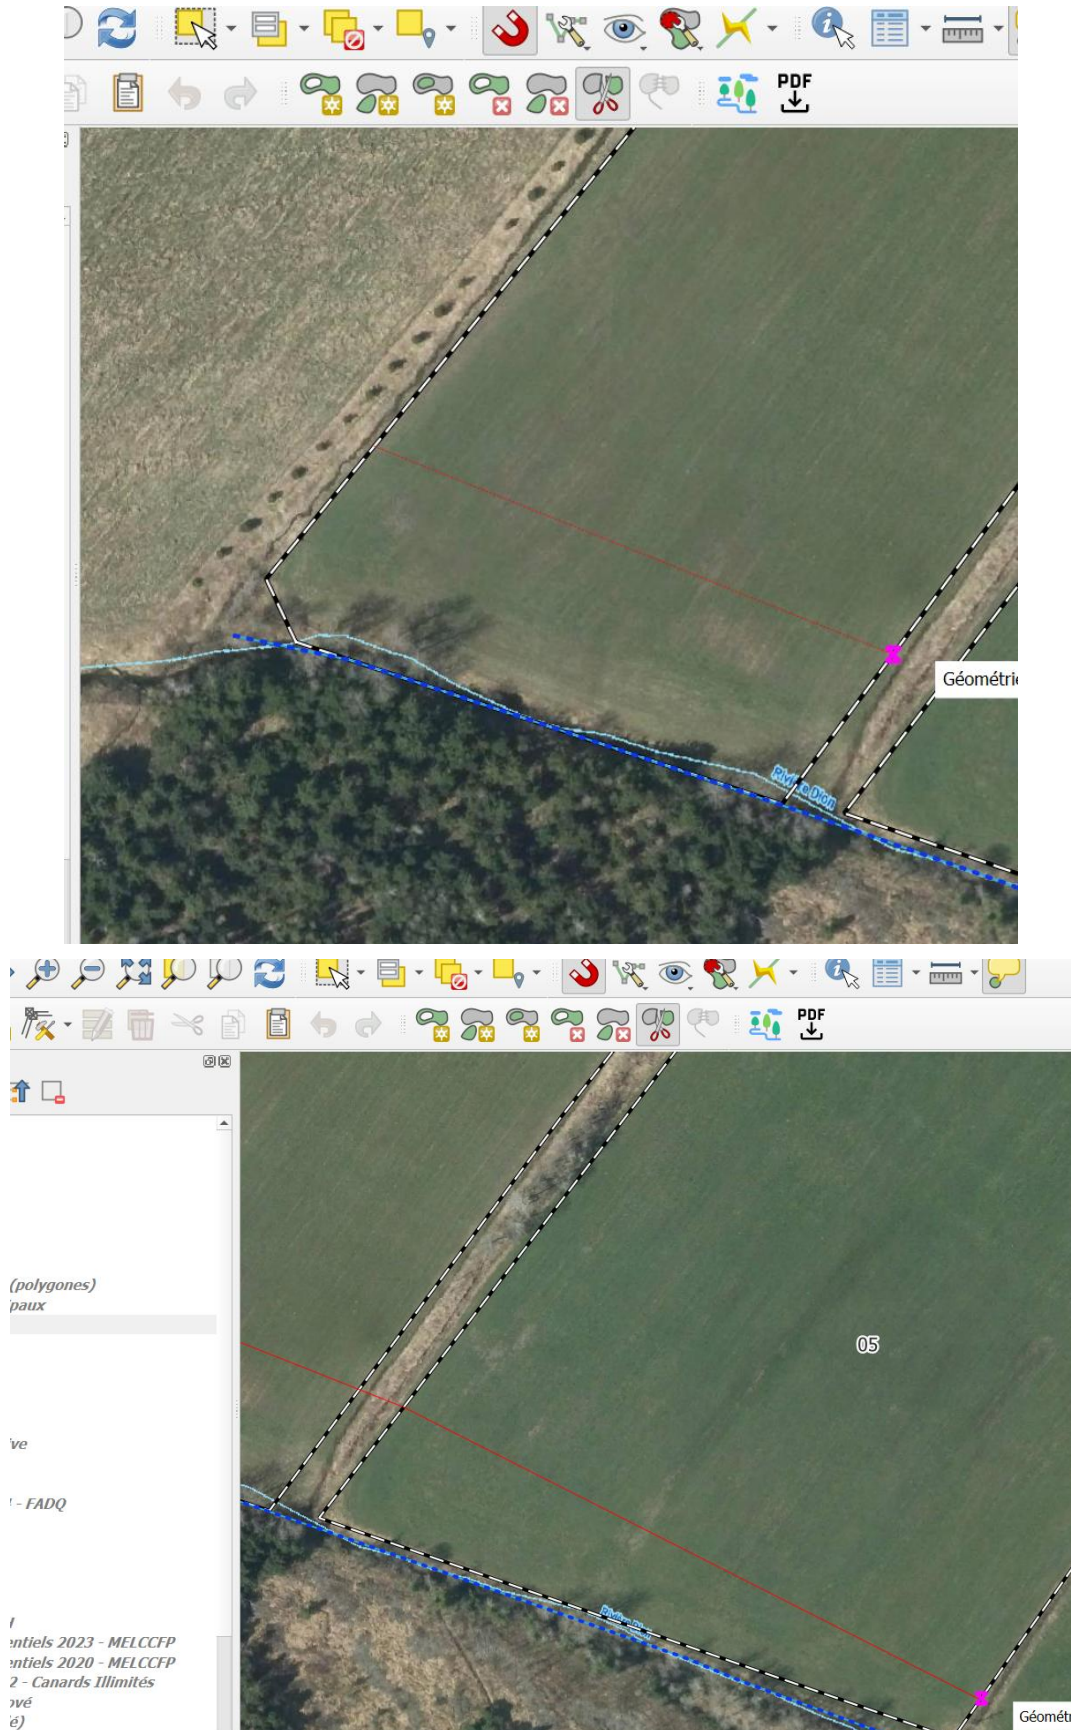 PDF
Géométrie
Rivière Dion
PDF
(polygones)
paux
05
ve
- FADQ
entiels 2023 - MELCCFP
entiels 2020 - MELCCFP
2 - Canards Illimités
ové
é)
Géométr